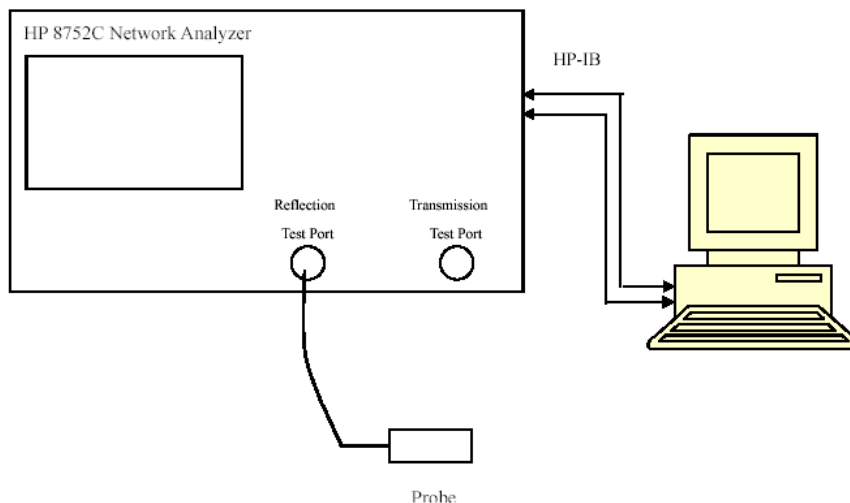 HP 8752C Network Analyzer
HP-IB
Reflection
Test Port
Transmission
Test Port
Probe